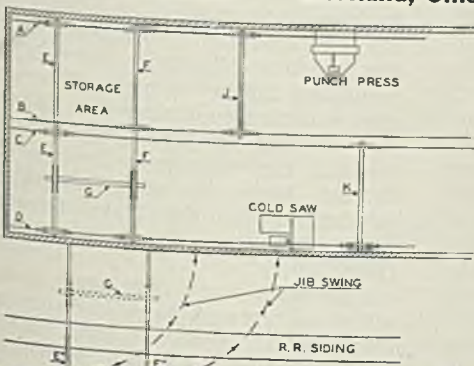 A
E
F
J
PUNCH PRESS
STORAGE
AREA
B
C
E
F
G
K
COLD SAW
D
G
JIB SWING
R.R. SIDING